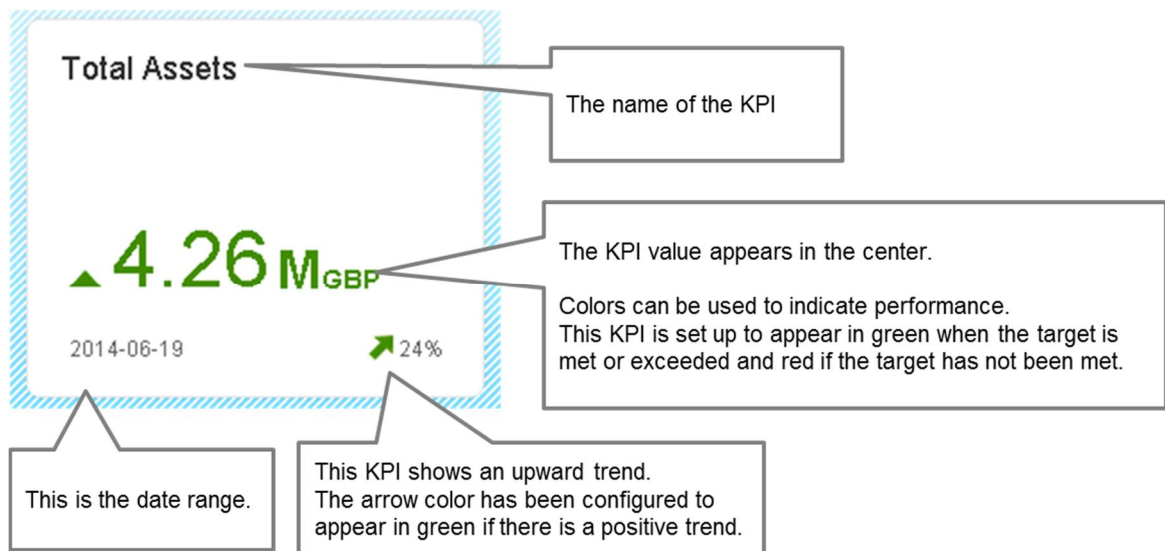 Total Assets
The name of the KPI
4.26 M GBP
The KPI value appears in the center.
Colors can be used to indicate performance.
This KPI is set up to appear in green when the target is
met or exceeded and red if the target has not been met.
2014-06-19
24%
This is the date range.
This KPI shows an upward trend.
The arrow color has been configured to
appear in green if there is a positive trend.